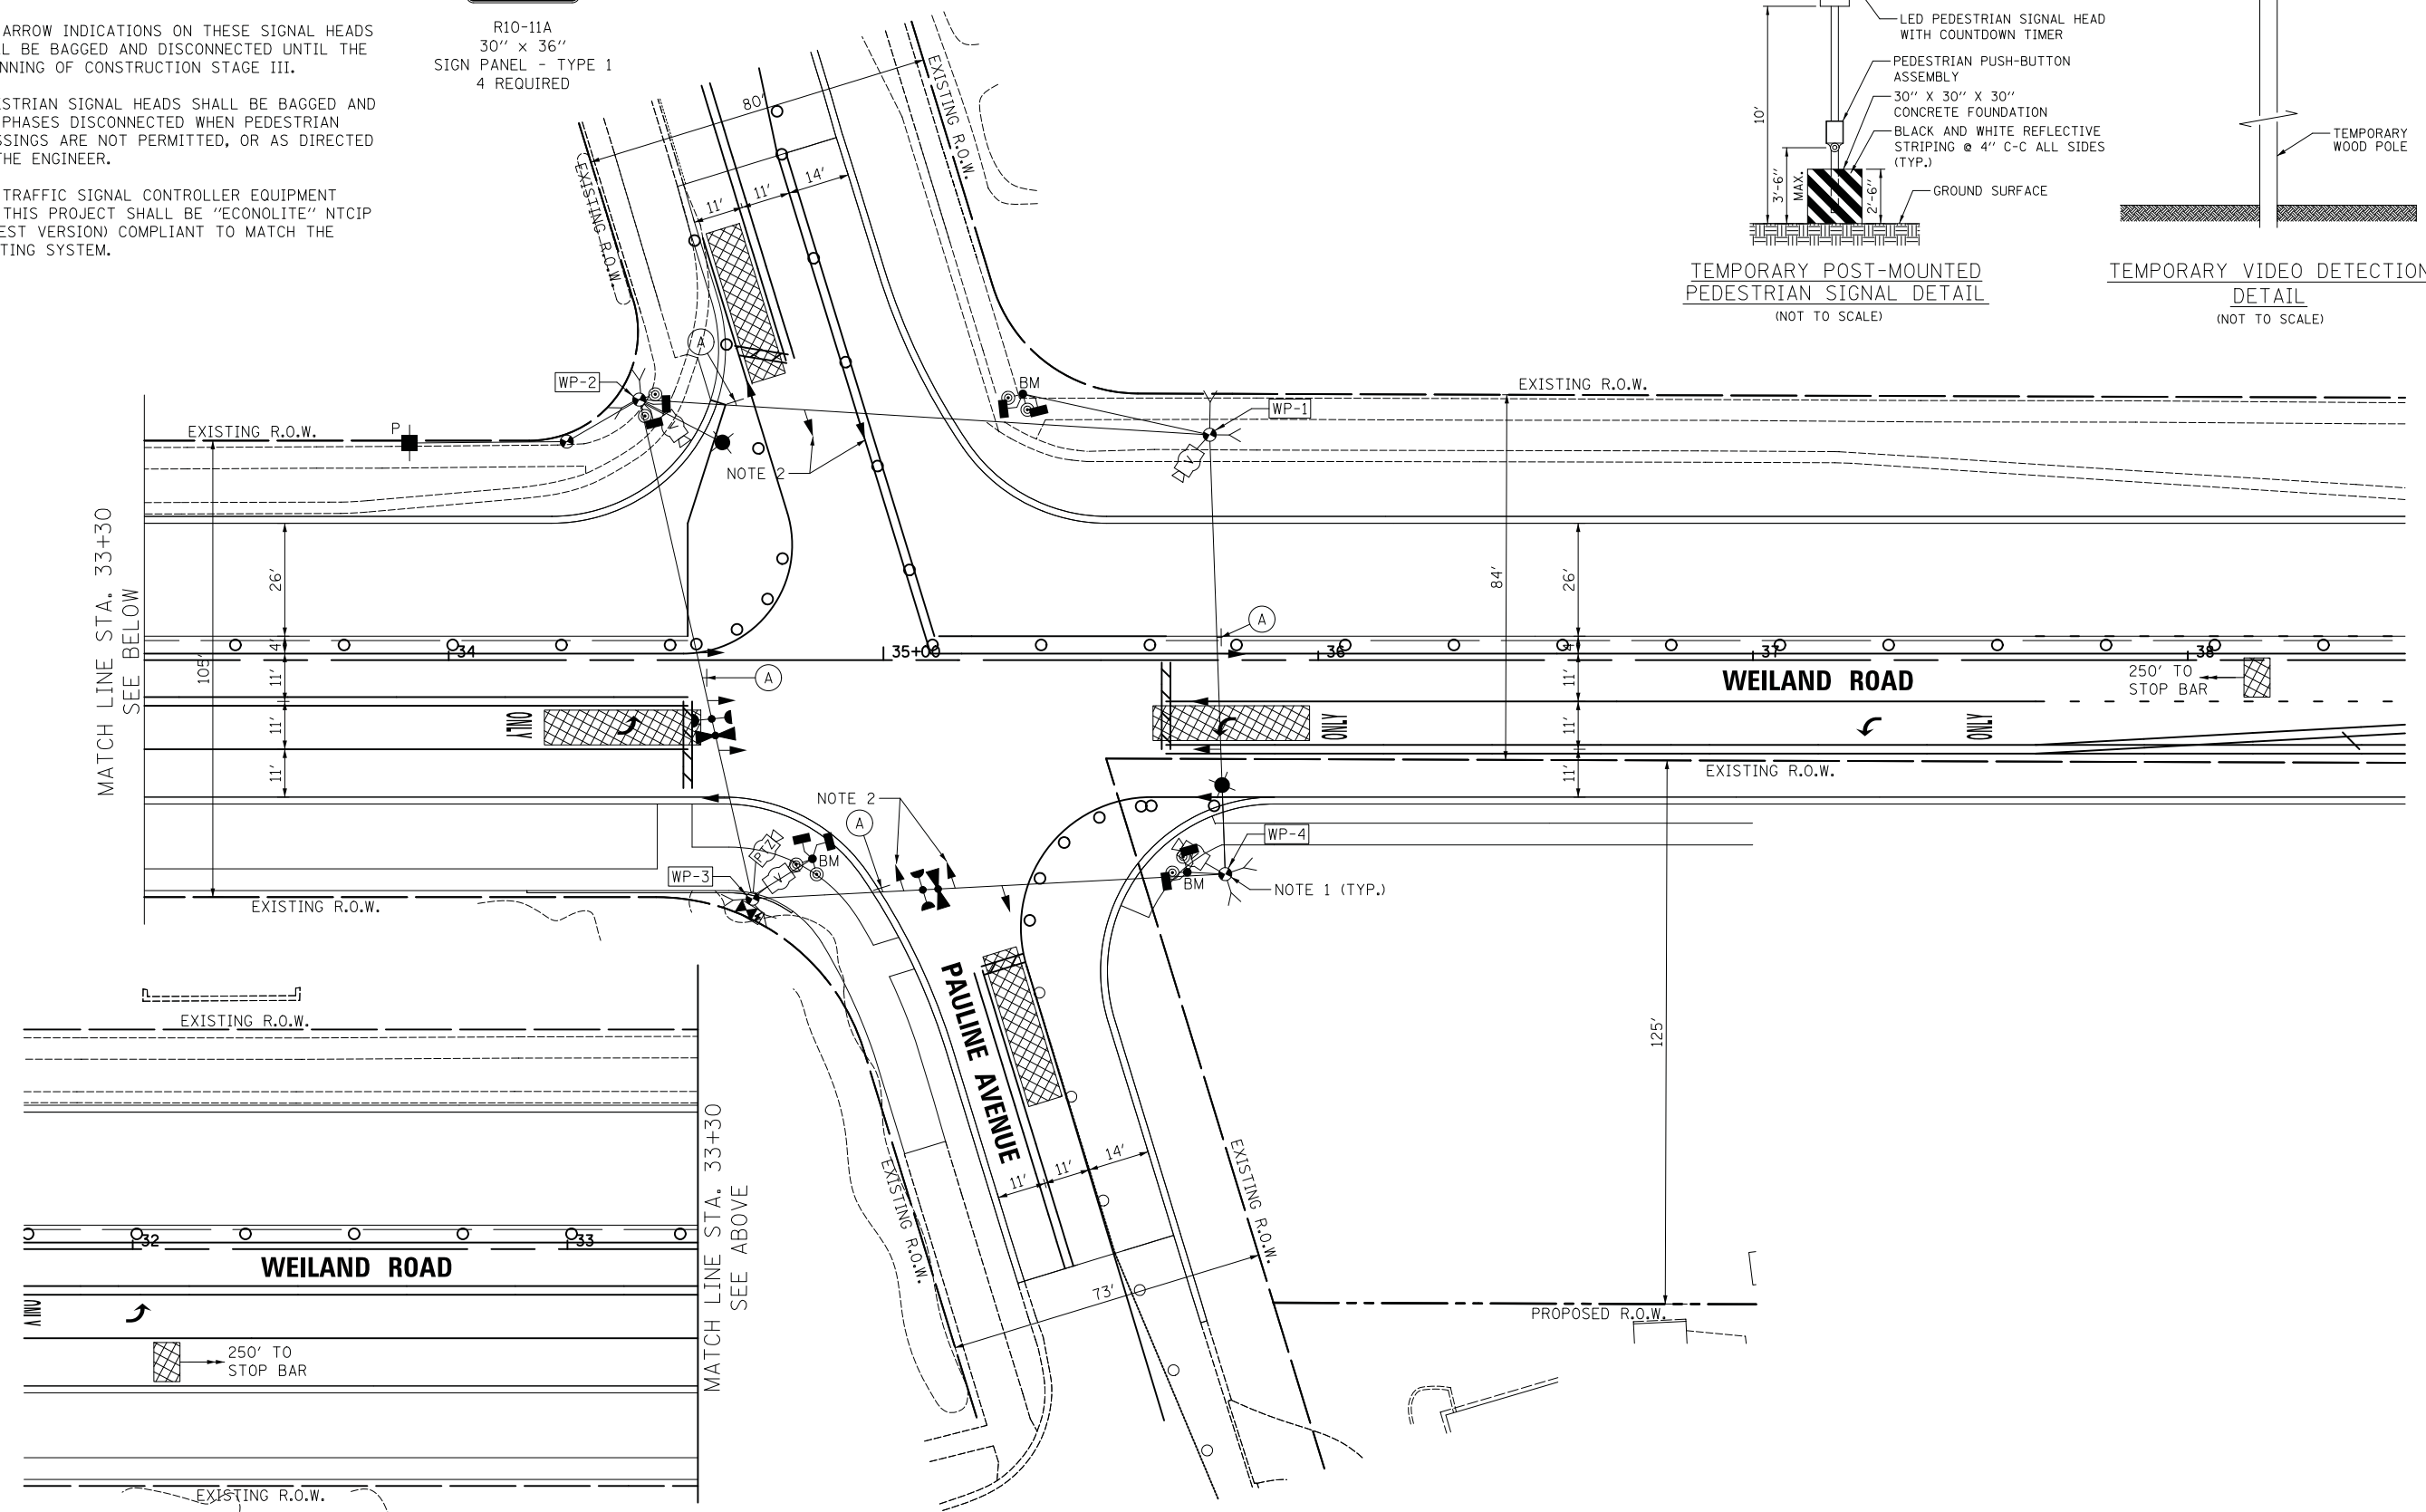 ARROW INDICATIONS ON THESE SIGNAL HEADS
BE BAGGED AND DISCONNECTED UNTIL THE
OF CONSTRUCTION STAGE III.
SIGNAL HEADS SHALL BE BAGGED AND
PHASES DISCONNECTED WHEN PEDESTRIAN
ARE NOT PERMITTED, OR AS DIRECTED
THE ENGINEER.
TRAFFIC SIGNAL CONTROLLER EQUIPMENT
THIS PROJECT SHALL BE "ECONOLITE" NTCIP
VERSION) COMPLIANT TO MATCH THE
SYSTEM.
R10-11A
30" x 36"
SIGN PANEL - TYPE 1
4 REQUIRED
LED PEDESTRIAN SIGNAL HEAD
WITH COUNTDOWN TIMER
PEDESTRIAN PUSH-BUTTON
ASSEMBLY
30" X 30" X 30"
CONCRETE FOUNDATION
BLACK AND WHITE REFLECTIVE
STRIPING @ 4" C-C ALL SIDES
(TYP.)
GROUND SURFACE
10'
3'-6"
MAX.
2'-6"
TEMPORARY POST-MOUNTED
PEDESTRIAN SIGNAL DETAIL
(NOT TO SCALE)
TEMPORARY
WOOD POLE
TEMPORARY VIDEO DETECTION
DETAIL
(NOT TO SCALE)
EXISTING R.O.W.
80'
EXISTING R.O.W.
11'
11'
14'
A
WP-2
V
BM
WP-1
V
EXISTING R.O.W.
EXISTING R.O.W.
P
NOTE 2
MATCH LINE STA. 33+30
SEE BELOW
105'
26'
4'
11'
11'
11'
84'
26'
4'
11'
11'
11'
A
A
34
35+00
36
37
38
WEILAND ROAD
250' TO
STOP BAR
ONLY
ONLY
ONLY
EXISTING R.O.W.
NOTE 2
A
PTZ
V
BM
WP-3
WP-4
V
BM
NOTE 1 (TYP.)
EXISTING R.O.W.
PAULINE AVENUE
125'
11'
11'
14'
73'
EXISTING R.O.W.
EXISTING R.O.W.
PROPOSED R.O.W.
EXISTING R.O.W.
MATCH LINE STA. 33+30
SEE ABOVE
32
33
WEILAND ROAD
ONLY
250' TO
STOP BAR
EXISTING R.O.W.